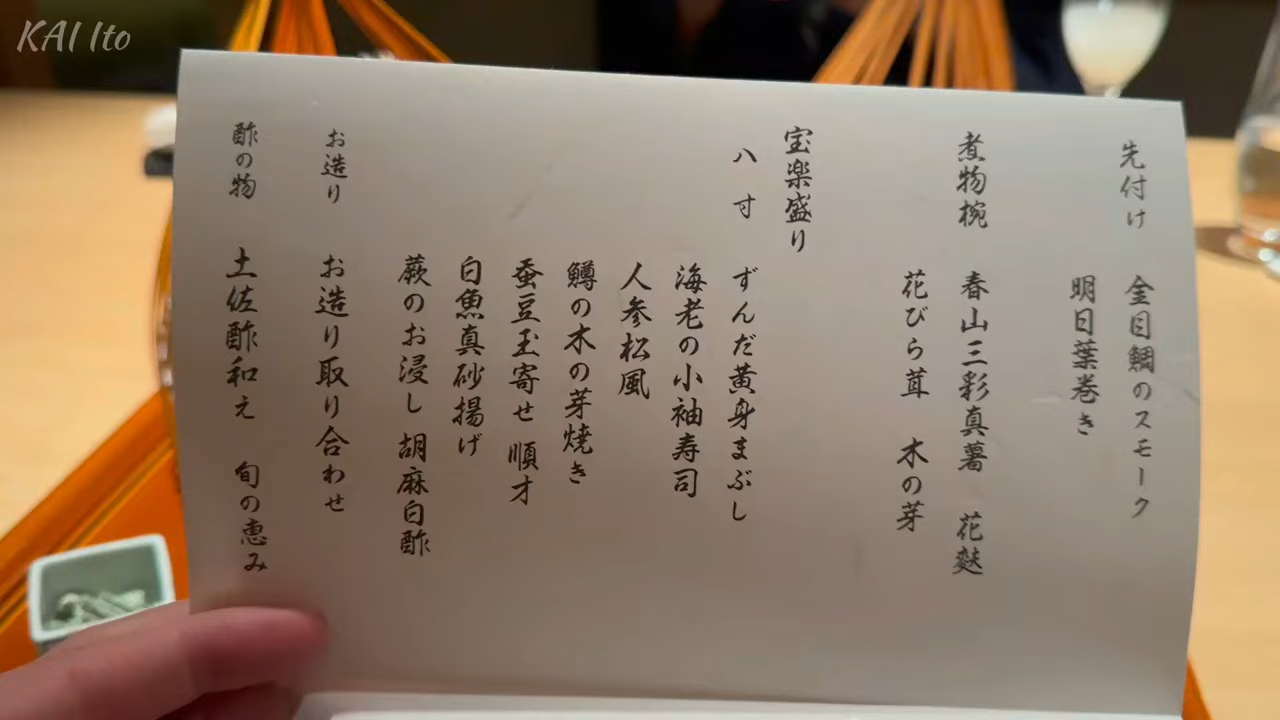 KAI Ito
先付け 金目鯛のスモーク
明日葉巻き
煮物椀 春山三彩真薯 花麩
花びら茸 木の芽
宝楽盛り
八寸 ずんだ黄身まぶし
海老の小袖寿司
人参松風
鱒の木の芽焼き
蚕豆玉寄せ 順才
白魚真砂揚げ
蕨のお浸し 胡麻白酢
お造り お造り取り合わせ
酢の物 土佐酢和え 旬の恵み